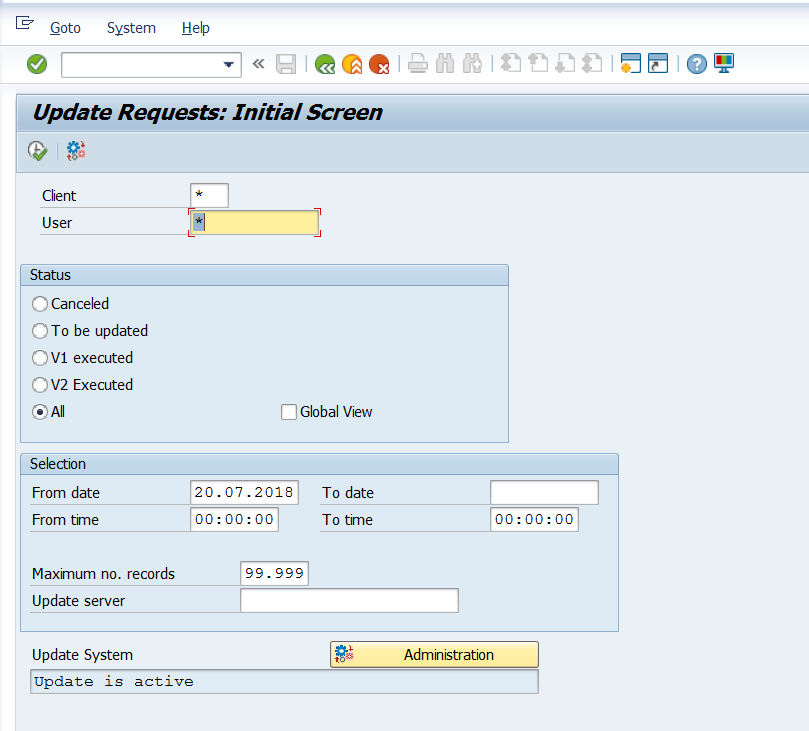 Goto System Help
Update Requests: Initial Screen
Client *
User *
Status
Canceled
To be updated
V1 executed
V2 Executed
All Global View
Selection
From date 20.07.2018 To date
From time 00:00:00 To time 00:00:00
Maximum no. records 99.999
Update server
Update System Administration
Update is active